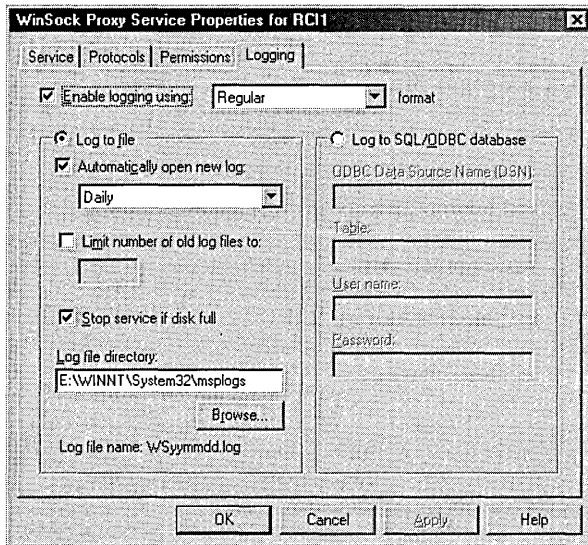 WinSock Proxy Service Properties for RCI1
Service Protocols Permissions Logging
Enable logging using: Regular format
Log to file
Automatically open new log:
Daily
Limit number of old log files to:
Stop service if disk full
Log file directory:
E:\WINNT\System32\msplogs
Browse...
Log file name: WSyymmdd.log
Log to SQL/ODBC database
ODBC Data Source Name (DSN):
Table:
User name:
Password:
OK Cancel Apply Help